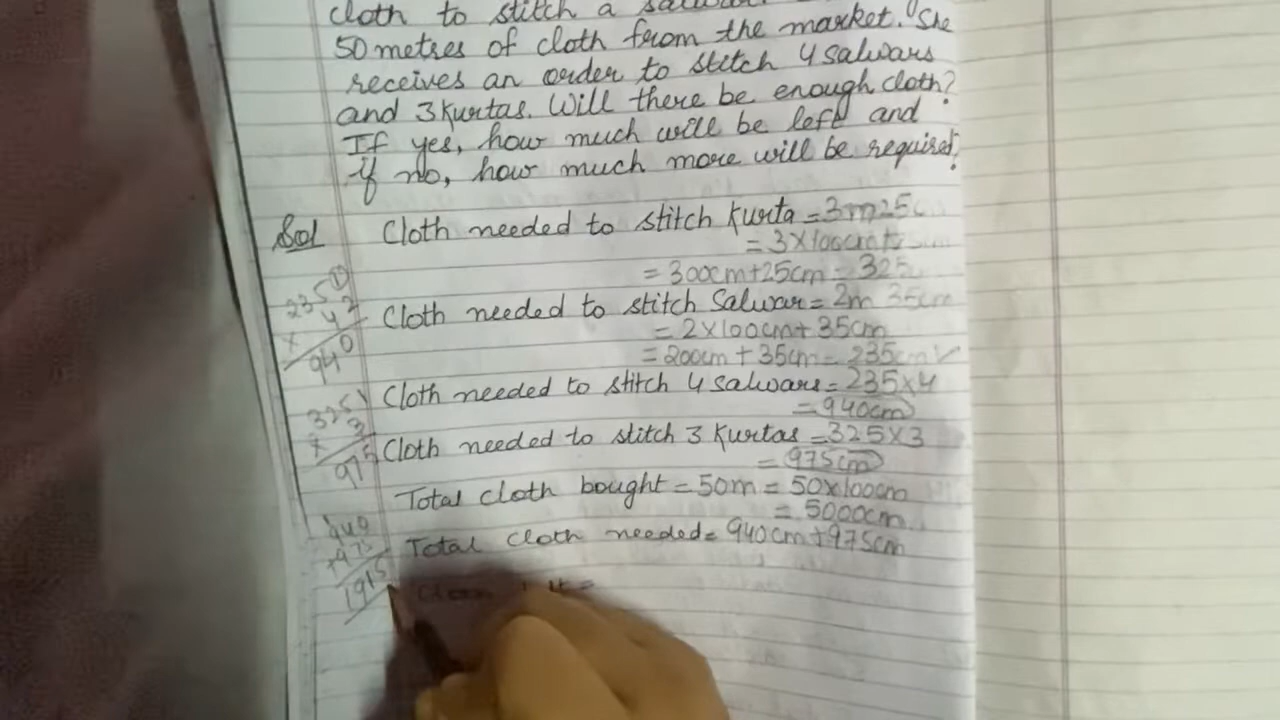 cloth to stitch a
50 metres of cloth from the market. She
receives an order to stitch 4 salwars
and 3 Kurtas. Will there be enough cloth?
If yes, how much will be left and
if no, how much more will be required?
Sol Cloth needed to stitch Kurta = 3m25c
= 3×100cm+25cm
= 300cm+25cm = 325
Cloth needed to stitch Salwar = 2m 35cm
= 2×100cm+ 35cm
= 200cm + 35cm = 235cm
Cloth needed to stitch 4 salwars = 235×4
= 940cm
Cloth needed to stitch 3 Kurtas = 325×3
= 975cm
Total cloth bought = 50m = 50×100cm
= 5000cm
Total cloth needed = 940cm+975cm
235
× 4
940
325
× 3
975
940
+975
1915